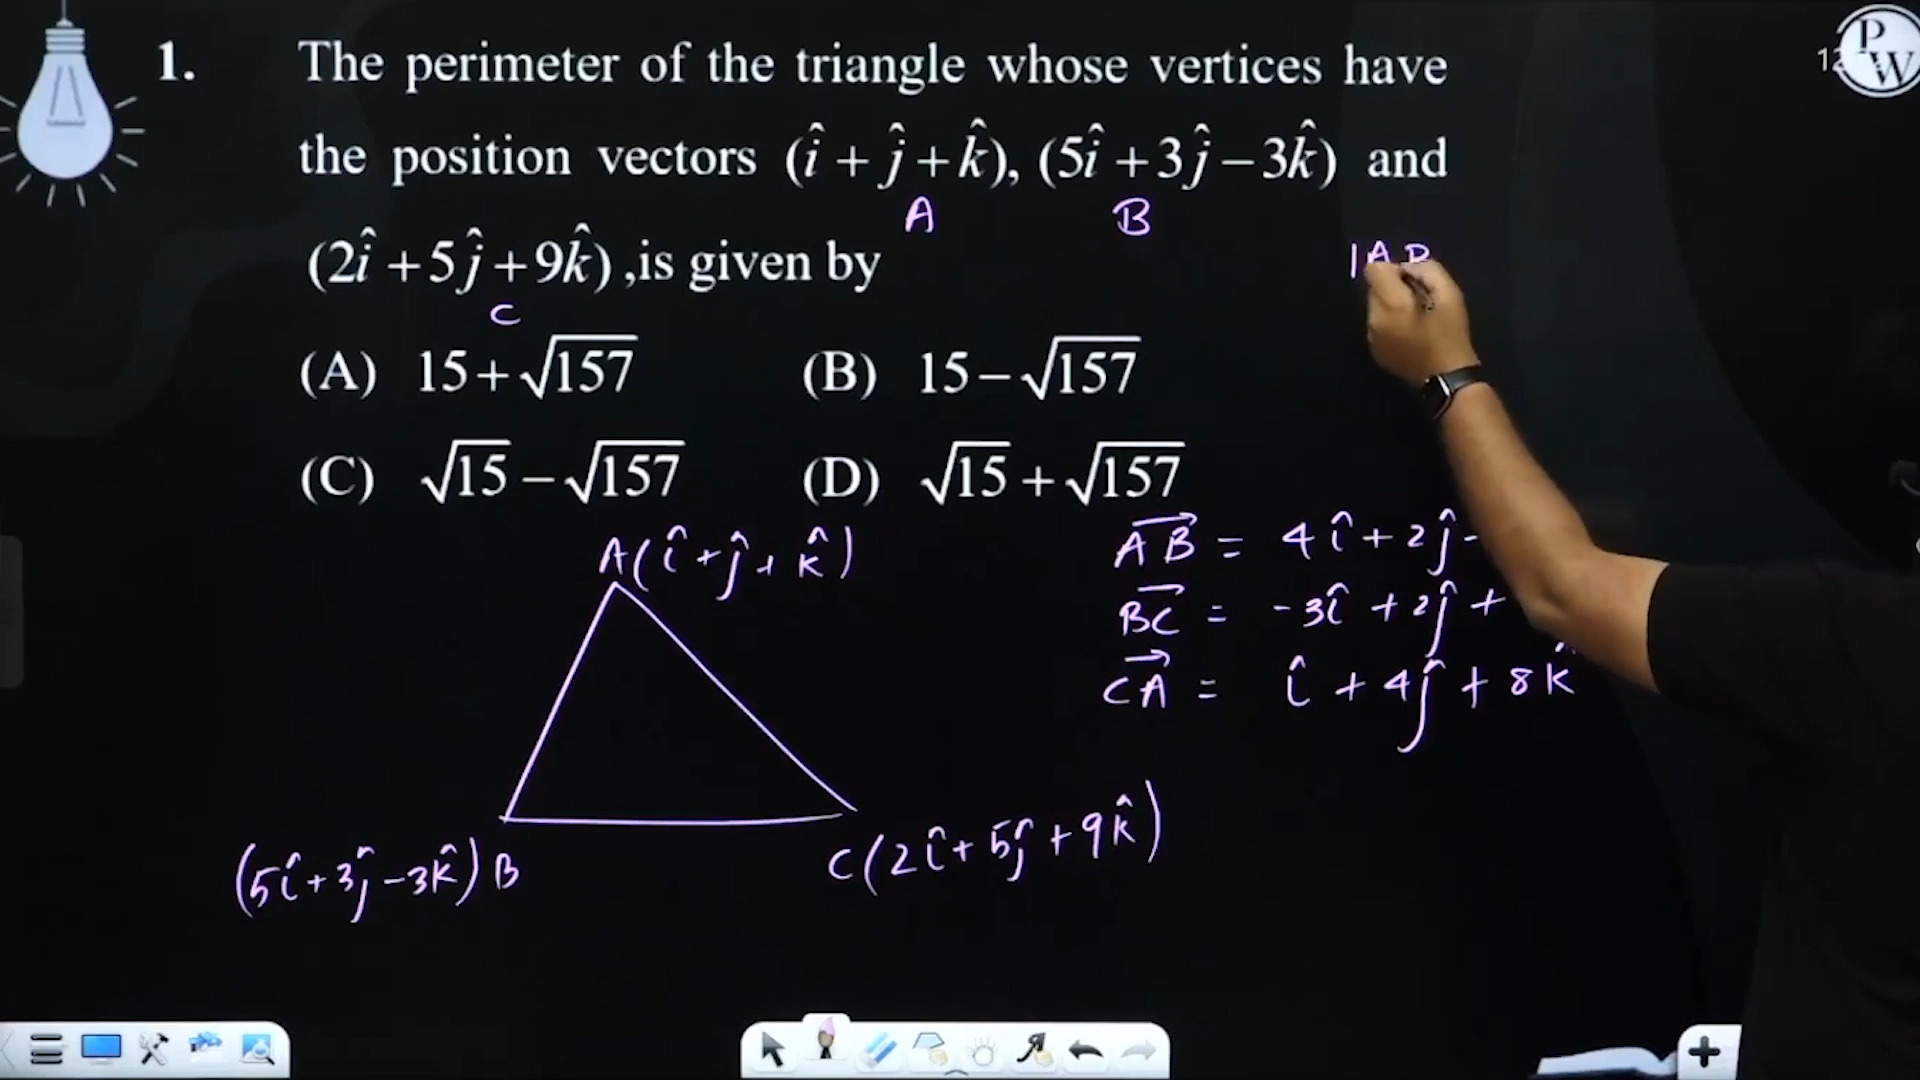 1. The perimeter of the triangle whose vertices have
the position vectors (î + ĵ + k̂), (5î + 3ĵ − 3k̂) and
A B
(2î + 5ĵ + 9k̂), is given by
|AB
C
(A) 15 + √157 (B) 15 − √157
(C) √15 − √157 (D) √15 + √157
A(î + ĵ + k̂)
AB⃗ = 4î + 2ĵ -
BC⃗ = -3î + 2ĵ +
CA⃗ = î + 4ĵ + 8k̂
(5î + 3ĵ - 3k̂) B
C(2î + 5ĵ + 9k̂)
PW